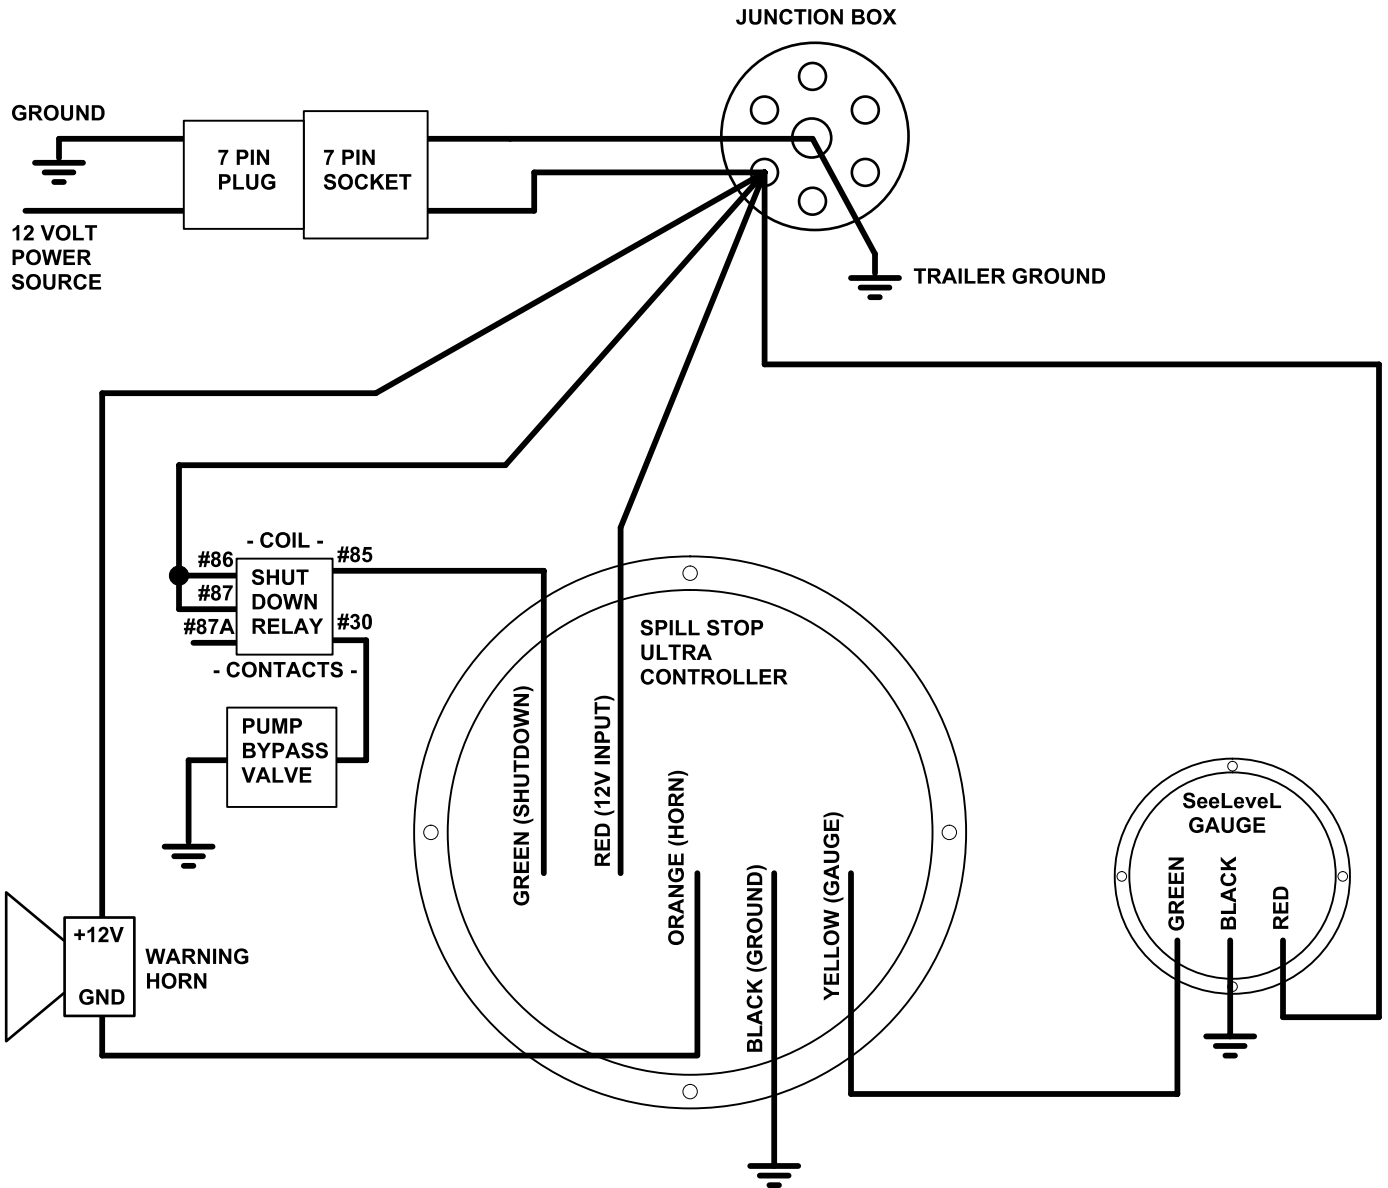 JUNCTION BOX
GROUND
7 PIN
PLUG
7 PIN
SOCKET
12 VOLT
POWER
SOURCE
TRAILER GROUND
- COIL -
#86
#85
#87
#87A
#30
SHUT
DOWN
RELAY
- CONTACTS -
PUMP
BYPASS
VALVE
SPILL STOP
ULTRA
CONTROLLER
GREEN (SHUTDOWN)
RED (12V INPUT)
ORANGE (HORN)
BLACK (GROUND)
YELLOW (GAUGE)
SeeLeveL
GAUGE
GREEN
BLACK
RED
+12V
GND
WARNING
HORN